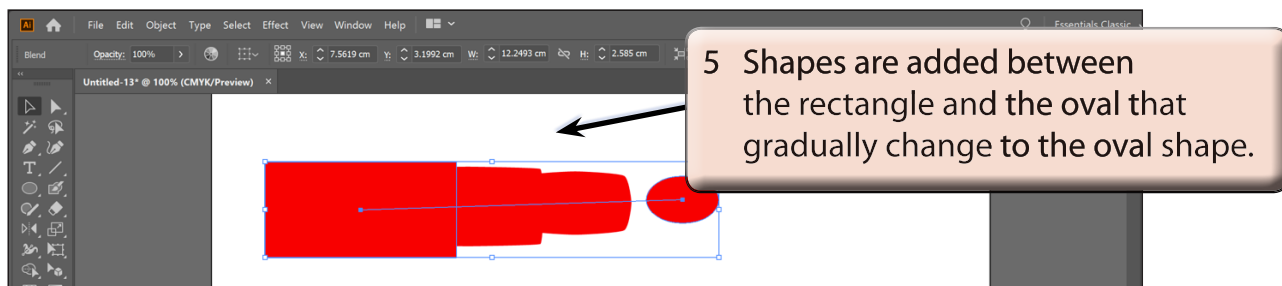 Ai File Edit Object Type Select Effect View Window Help Essentials Classic
Blend Opacity: 100% X: 7.5619 cm Y: 3.1992 cm W: 12.2493 cm H: 2.585 cm
Untitled-13* @ 100% (CMYK/Preview) ×
5 Shapes are added between
the rectangle and the oval that
gradually change to the oval shape.